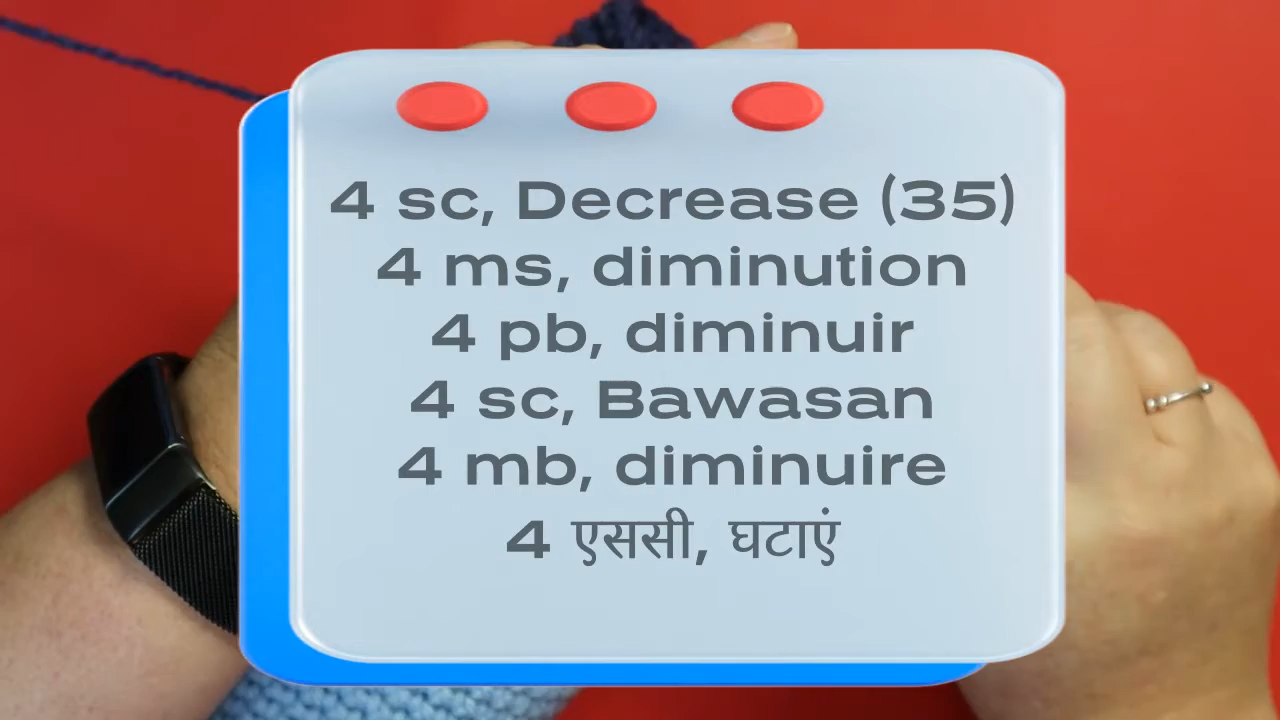 4 sc, Decrease (35)
4 ms, diminution
4 pb, diminuir
4 sc, Bawasan
4 mb, diminuire
4 एससी, घटाएं